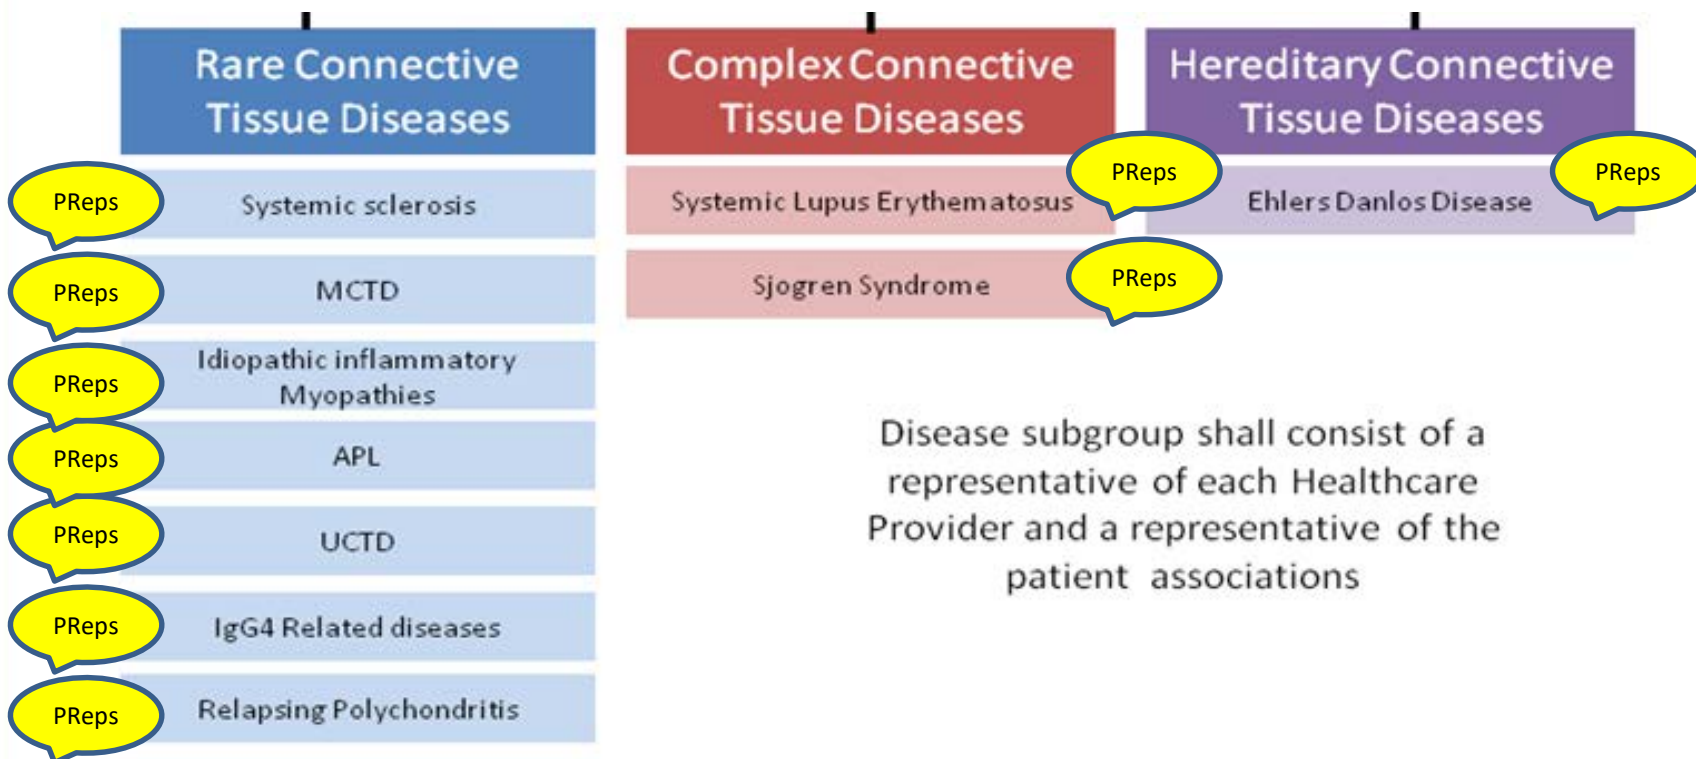 Rare Connective
Tissue Diseases
PReps
Systemic sclerosis
PReps
MCTD
PReps
Idiopathic inflammatory
Myopathies
PReps
APL
PReps
UCTD
PReps
IgG4 Related diseases
PReps
Relapsing Polychondritis
Complex Connective
Tissue Diseases
Systemic Lupus Erythematosus
PReps
Sjogren Syndrome
PReps
Hereditary Connective
Tissue Diseases
Ehlers Danlos Disease
PReps
Disease subgroup shall consist of a
representative of each Healthcare
Provider and a representative of the
patient associations